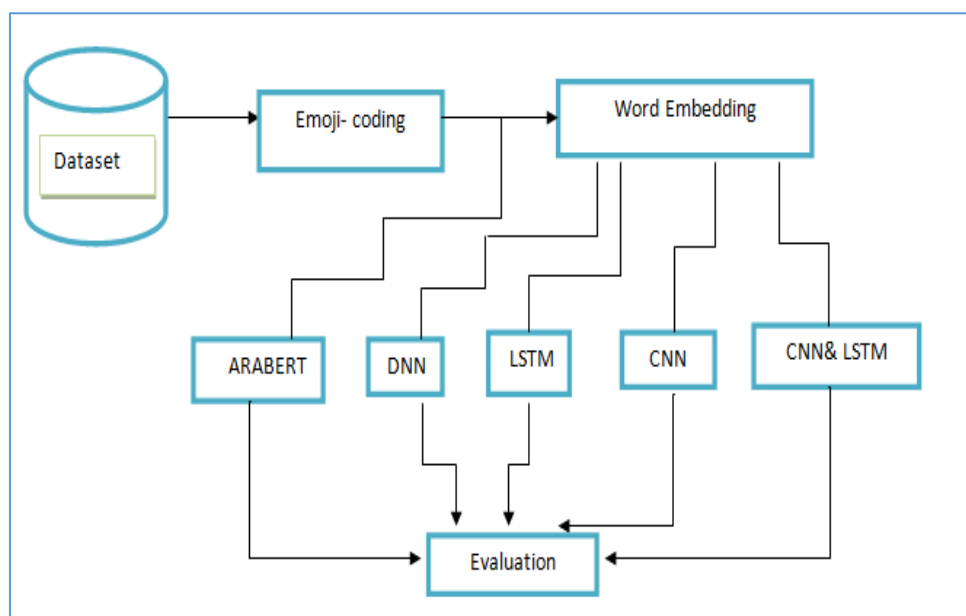 Dataset
Emoji- coding
Word Embedding
ARABERT
DNN
LSTM
CNN
CNN& LSTM
Evaluation